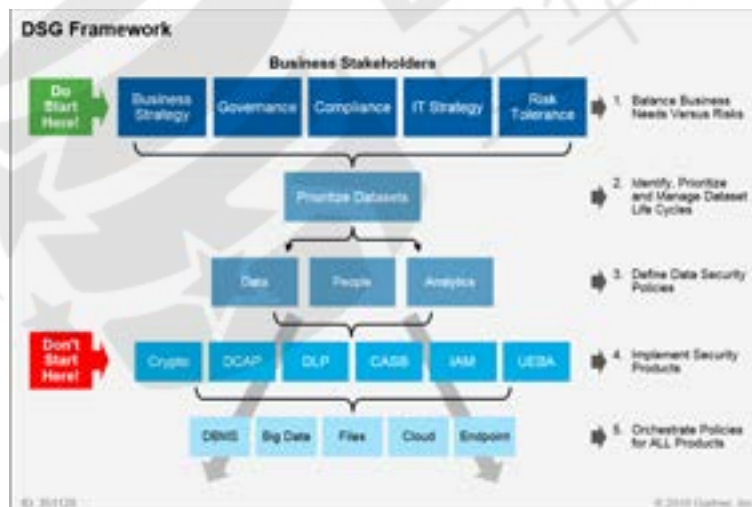 DSG Framework
Business Stakeholders
Do
Start
Here!
Business
Strategy
Governance
Compliance
IT Strategy
Risk
Tolerance
1. Balance Business
Needs Versus Risks
Prioritize Datasets
2. Identify, Prioritize
and Manage Dataset
Life Cycles
Data
People
Analytics
3. Define Data Security
Policies
Don't
Start
Here!
Crypto
DCAP
DLP
CASB
IAM
UEBA
4. Implement Security
Products
DBMS
Big Data
Files
Cloud
Endpoint
5. Orchestrate Policies
for ALL Products